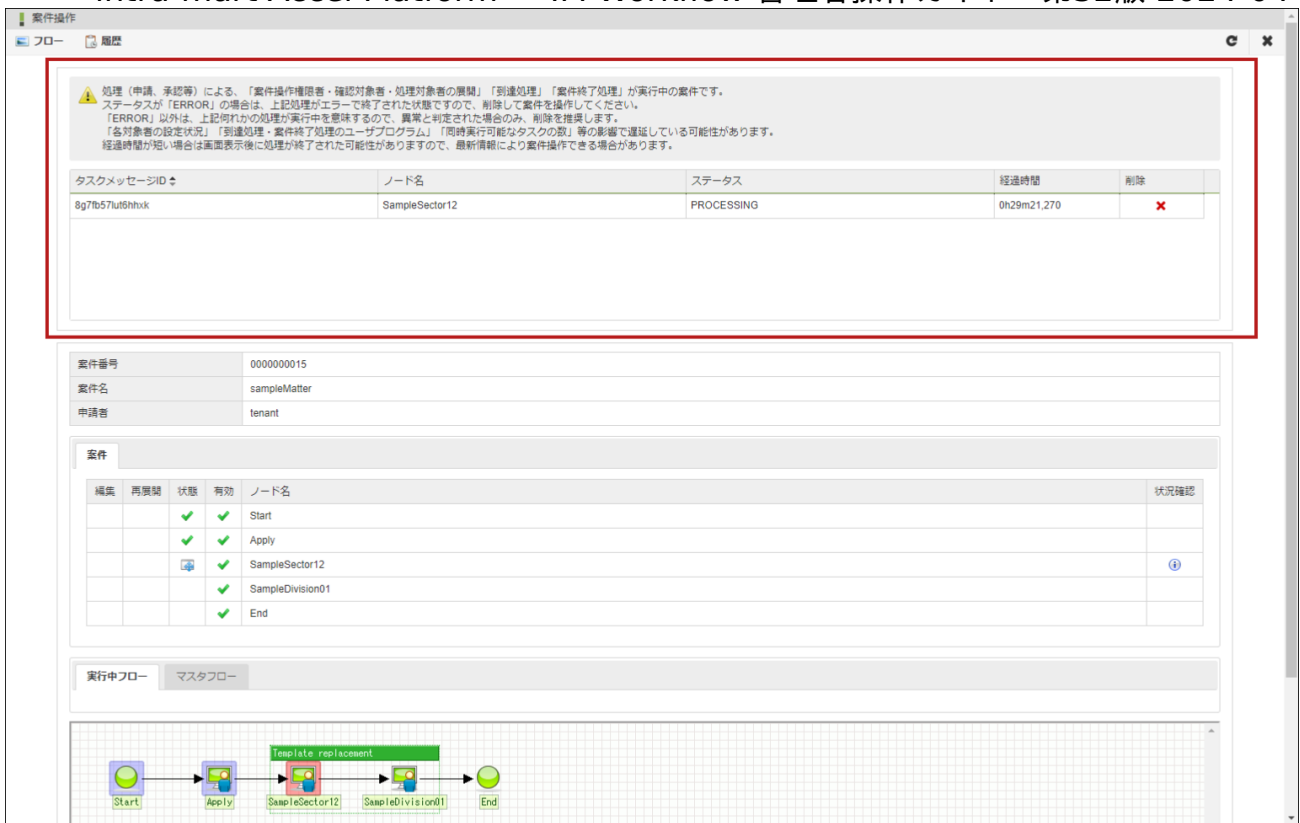 案件操作
フロー 履歴
処理（申請、承認等）による、「案件操作権限者・確認対象者・処理対象者の展開」「到達処理」「案件終了処理」が実行中の案件です。
ステータスが「ERROR」の場合は、上記処理がエラーで終了された状態ですので、削除して案件を操作してください。
「ERROR」以外は、上記何れかの処理が実行中を意味するので、異常と判定された場合のみ、削除を推奨します。
「各対象者の設定状況」「到達処理・案件終了処理のユーザプログラム」「同時実行可能なタスクの数」等の影響で遅延している可能性があります。
経過時間が短い場合は画面表示後に処理が終了された可能性がありますので、最新情報により案件操作できる場合があります。
タスクメッセージID ノード名 ステータス 経過時間 削除
8g7fb57lut6hhxk SampleSector12 PROCESSING 0h29m21,270
案件番号 0000000015
案件名 sampleMatter
申請者 tenant
案件
編集 再展開 状態 有効 ノード名 状況確認
Start
Apply
SampleSector12
SampleDivision01
End
実行中フロー マスタフロー
Template replacement
Start Apply SampleSector12 SampleDivision01 End